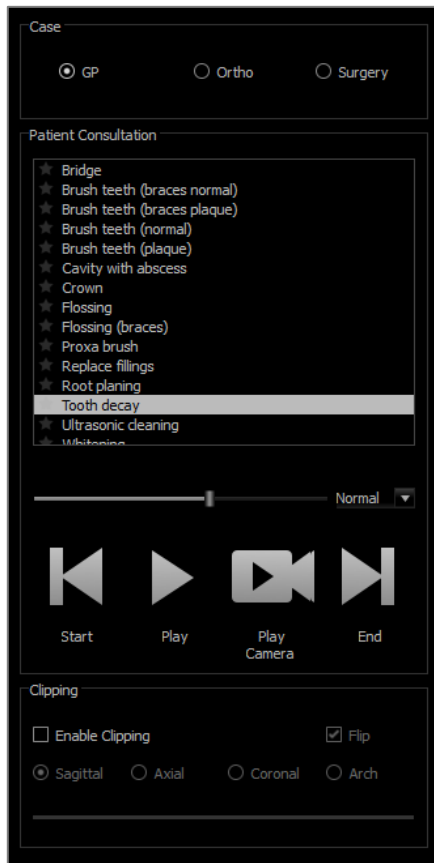 Case
GP Ortho Surgery
Patient Consultation
Bridge
Brush teeth (braces normal)
Brush teeth (braces plaque)
Brush teeth (normal)
Brush teeth (plaque)
Cavity with abscess
Crown
Flossing
Flossing (braces)
Proxa brush
Replace fillings
Root planing
Tooth decay
Ultrasonic cleaning
Whitening
Normal
Start Play Play Camera End
Clipping
Enable Clipping Flip
Sagittal Axial Coronal Arch